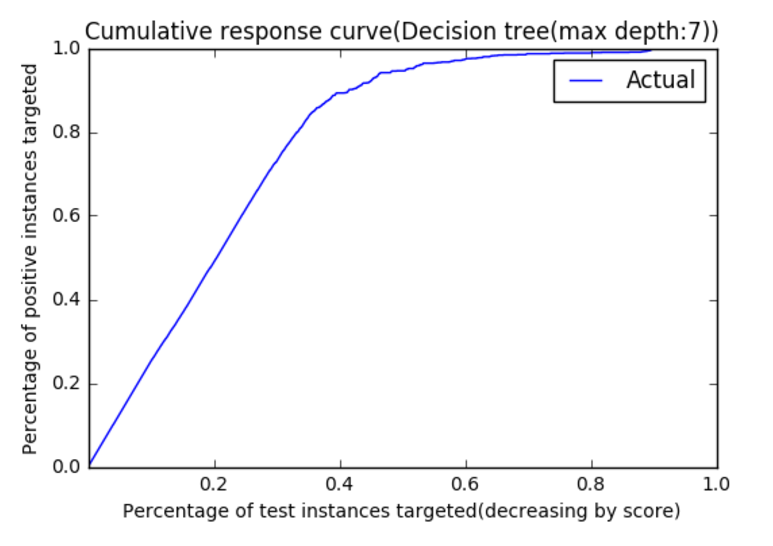 Cumulative response curve(Decision tree(max depth:7))
1.0
Actual
0.8
0.6
0.4
0.2
0.0
Percentage of positive instances targeted
0.2 0.4 0.6 0.8 1.0
Percentage of test instances targeted(decreasing by score)